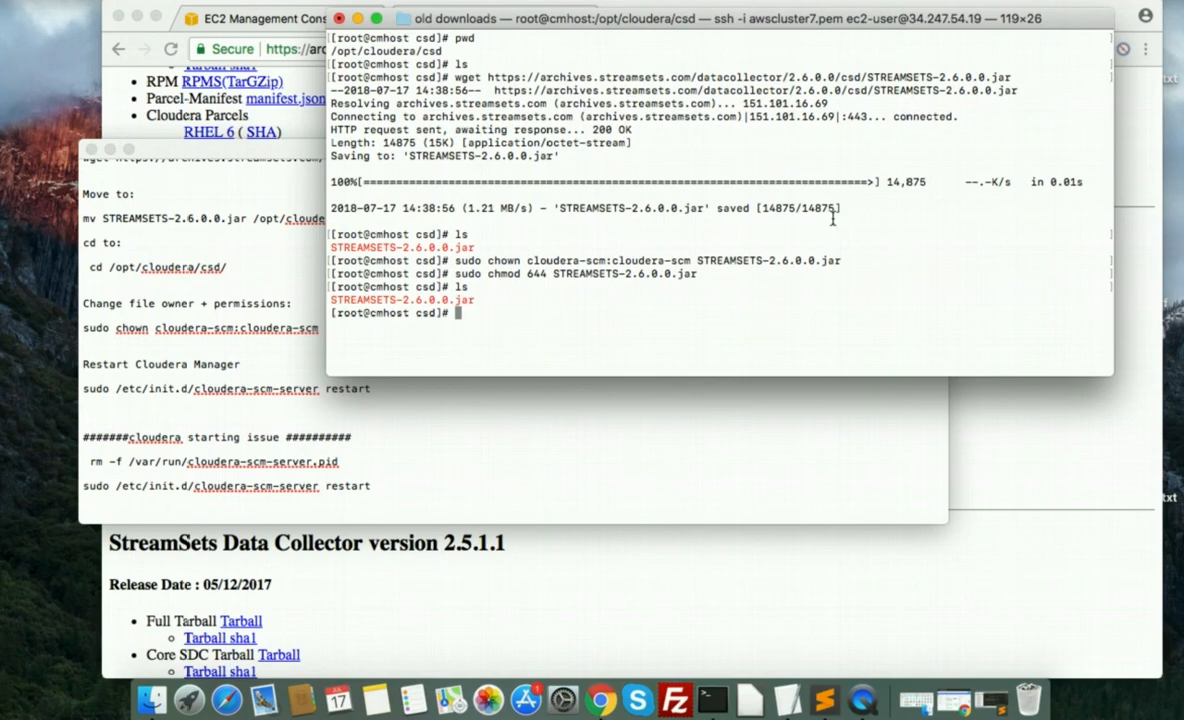 EC2 Management Cons
old downloads — root@cmhost:/opt/cloudera/csd — ssh -i awscluster7.pem ec2-user@34.247.54.19 — 119×26
Secure
https://arc
RPM RPMS(TarGZip)
Parcel-Manifest manifest.json
Cloudera Parcels
RHEL 6 ( SHA)
[root@cmhost csd]# pwd
/opt/cloudera/csd
[root@cmhost csd]# ls
[root@cmhost csd]# wget https://archives.streamsets.com/datacollector/2.6.0.0/csd/STREAMSETS-2.6.0.0.jar
--2018-07-17 14:38:56-- https://archives.streamsets.com/datacollector/2.6.0.0/csd/STREAMSETS-2.6.0.0.jar
Resolving archives.streamsets.com (archives.streamsets.com)... 151.101.16.69
Connecting to archives.streamsets.com (archives.streamsets.com)|151.101.16.69|:443... connected.
HTTP request sent, awaiting response... 200 OK
Length: 14875 (15K) [application/octet-stream]
Saving to: 'STREAMSETS-2.6.0.0.jar'
100%[======================================================================>] 14,875 --.-K/s in 0.01s
2018-07-17 14:38:56 (1.21 MB/s) - 'STREAMSETS-2.6.0.0.jar' saved [14875/14875]
[root@cmhost csd]# ls
STREAMSETS-2.6.0.0.jar
[root@cmhost csd]# sudo chown cloudera-scm:cloudera-scm STREAMSETS-2.6.0.0.jar
[root@cmhost csd]# sudo chmod 644 STREAMSETS-2.6.0.0.jar
[root@cmhost csd]# ls
STREAMSETS-2.6.0.0.jar
[root@cmhost csd]#
Move to:
mv STREAMSETS-2.6.0.0.jar /opt/cloude
cd to:
cd /opt/cloudera/csd/
Change file owner + permissions:
sudo chown cloudera-scm:cloudera-scm
Restart Cloudera Manager
sudo /etc/init.d/cloudera-scm-server restart
#######cloudera starting issue ##########
rm -f /var/run/cloudera-scm-server.pid
sudo /etc/init.d/cloudera-scm-server restart
StreamSets Data Collector version 2.5.1.1
Release Date : 05/12/2017
Full Tarball Tarball
Tarball sha1
Core SDC Tarball Tarball
Tarball sha1
txt
txt
JUL
17
1